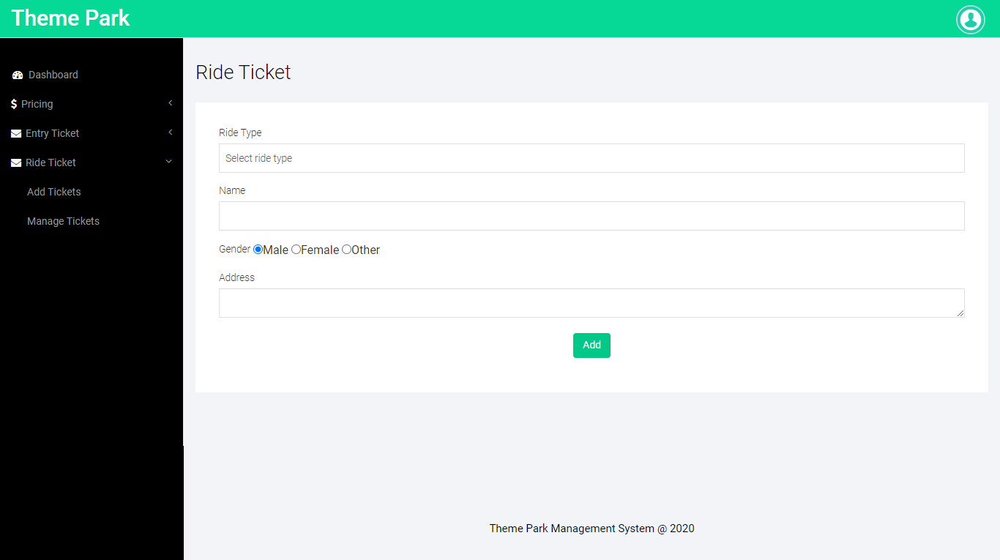 Theme Park
Dashboard
Pricing
Entry Ticket
Ride Ticket
Add Tickets
Manage Tickets
Ride Ticket
Ride Type
Select ride type
Name
Gender Male Female Other
Address
Add
Theme Park Management System @ 2020